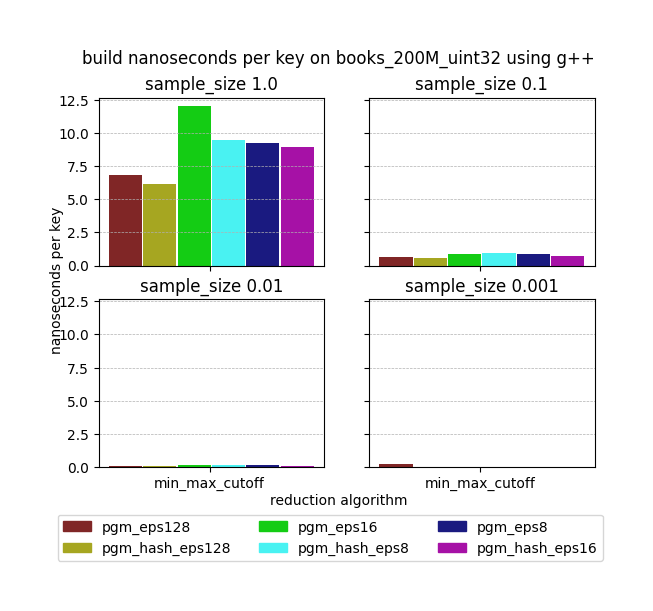 build nanoseconds per key on books_200M_uint32 using g++
sample_size 1.0
sample_size 0.1
12.5
10.0
7.5
5.0
2.5
0.0
nanoseconds per key
sample_size 0.01
sample_size 0.001
12.5
10.0
7.5
5.0
2.5
0.0
min_max_cutoff
min_max_cutoff
reduction algorithm
pgm_eps128
pgm_eps16
pgm_eps8
pgm_hash_eps128
pgm_hash_eps8
pgm_hash_eps16